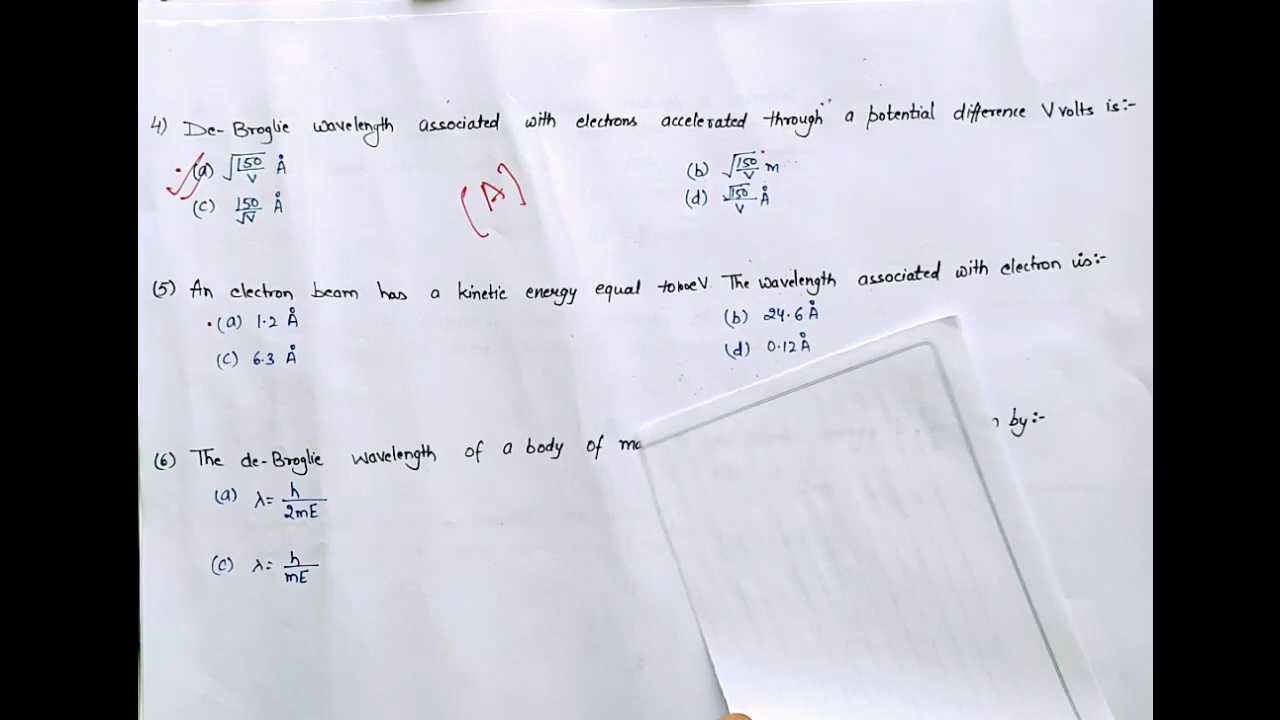 4) De-Broglie wavelength associated with electrons accelerated through a potential difference V volts is:-
(a) √(150/V) Å (b) √(150/V) m
(c) 150/√V Å (d) √150/V Å
(A)
(5) An electron beam has a kinetic energy equal to 100eV. The wavelength associated with electron is:-
(a) 1.2 Å (b) 24.6 Å
(c) 6.3 Å (d) 0.12 Å
(6) The de-Broglie wavelength of a body of by:-
(a) λ = h/2mE
(c) λ = h/mE